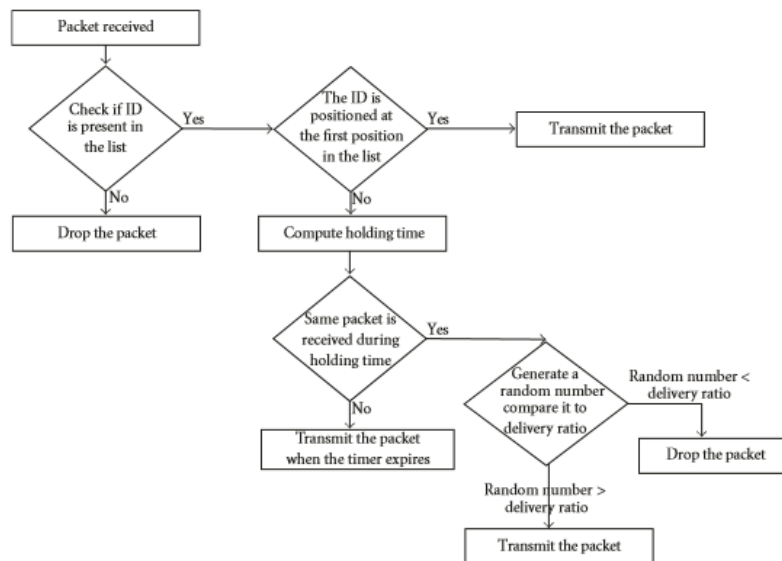 Packet received
Check if ID
is present in
the list
Yes
The ID is
positioned at
the first position
in the list
Yes
Transmit the packet
No
Drop the packet
No
Compute holding time
Same packet is
received during
holding time
Yes
Generate a
random number
compare it to
delivery ratio
Random number <
delivery ratio
Drop the packet
No
Transmit the packet
when the timer expires
Random number >
delivery ratio
Transmit the packet